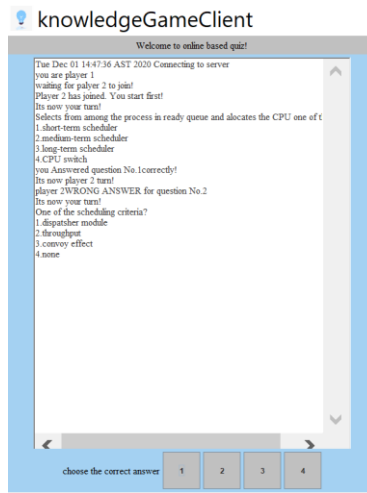 knowledgeGameClient
Welcome to online based quiz!
Tue Dec 01 14:47:36 AST 2020 Connecting to server
you are player 1
waiting for palyer 2 to join!
Player 2 has joined. You start first!
Its now your turn!
Selects from among the process in ready queue and alocates the CPU one of t
1.short-term scheduler
2.medium-term scheduler
3.long-term scheduler
4.CPU switch
you Answered question No.1correctly!
Its now player 2 turn!
player 2WRONG ANSWER for question No.2
Its now your turn!
One of the scheduling criteria?
1.dispatsher module
2.throughput
3.convoy effect
4.none
choose the correct answer 1 2 3 4